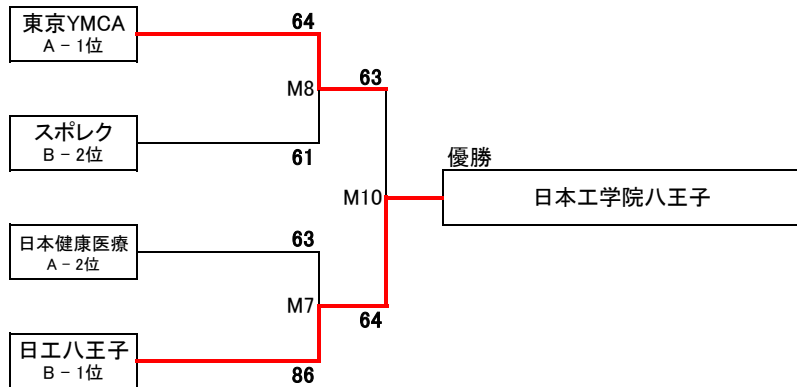 東京YMCA
A－1位
64
M8
63
スポレク
B－2位
61
優勝
日本工学院八王子
M10
日本健康医療
A－2位
63
M7
64
日工八王子
B－1位
86